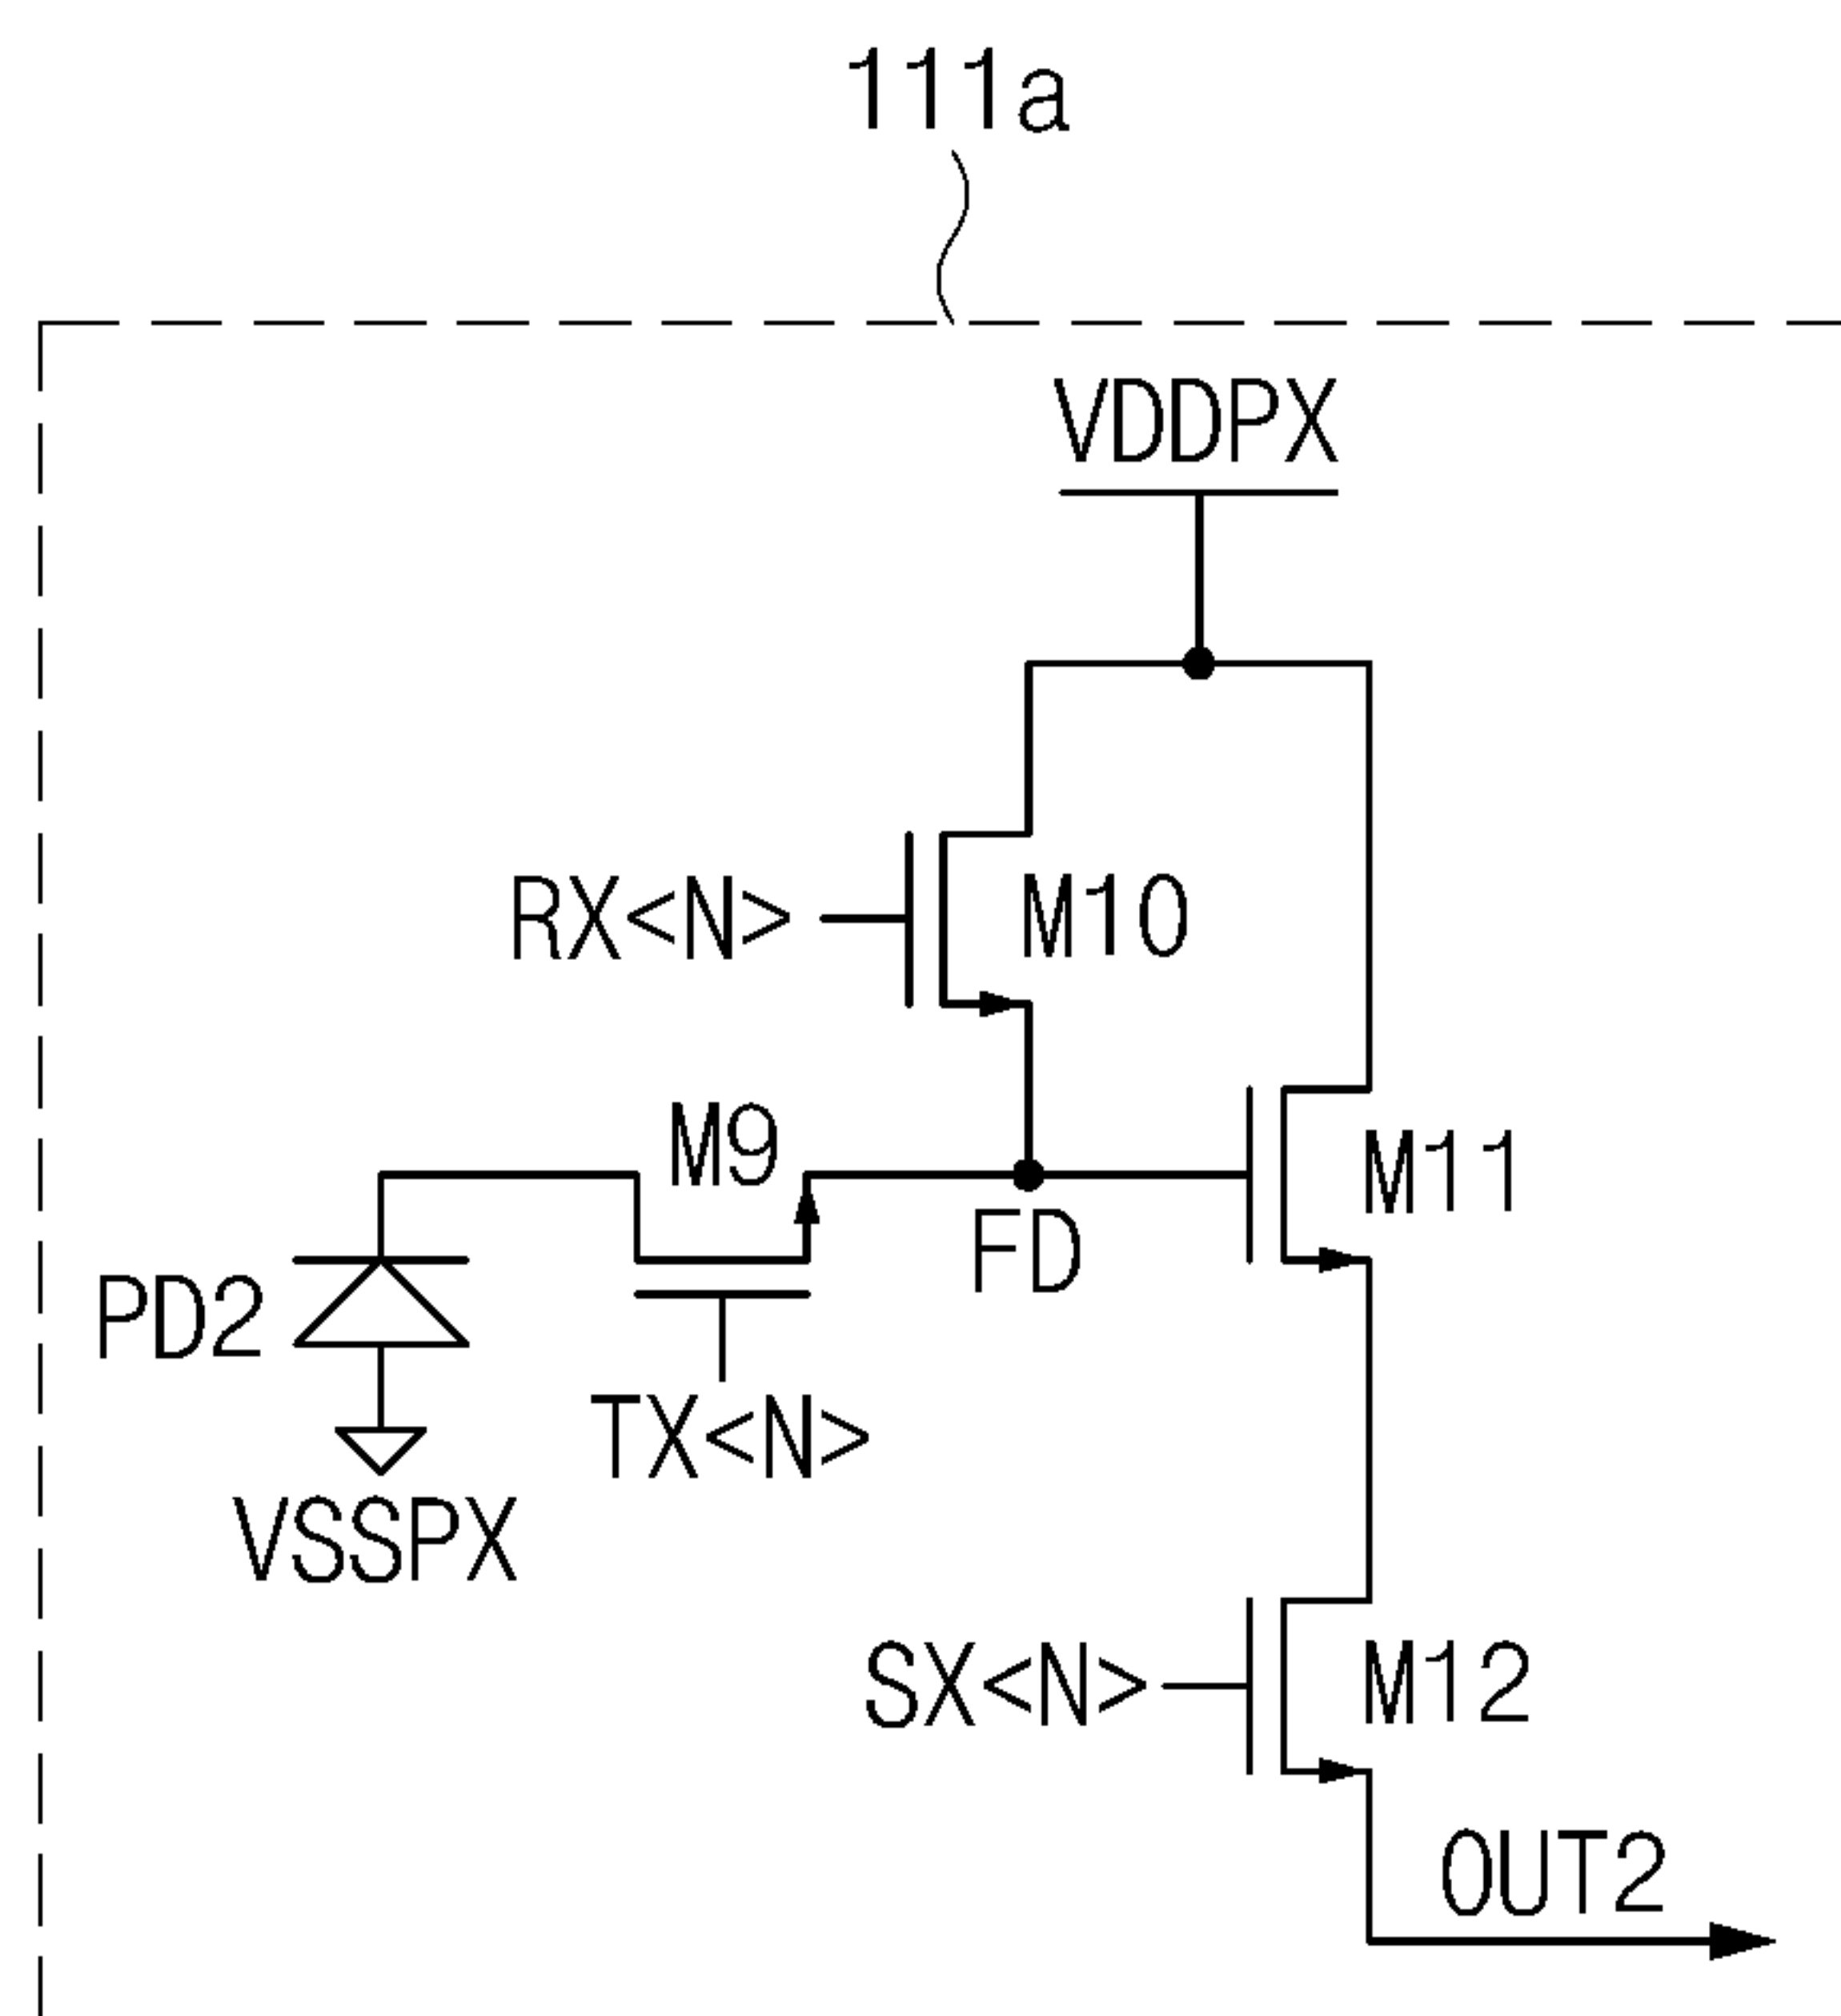 111a
VDDPX
RX<N>
M10
M9
M11
FD
PD2
TX<N>
VSSPX
SX<N>
M12
OUT2